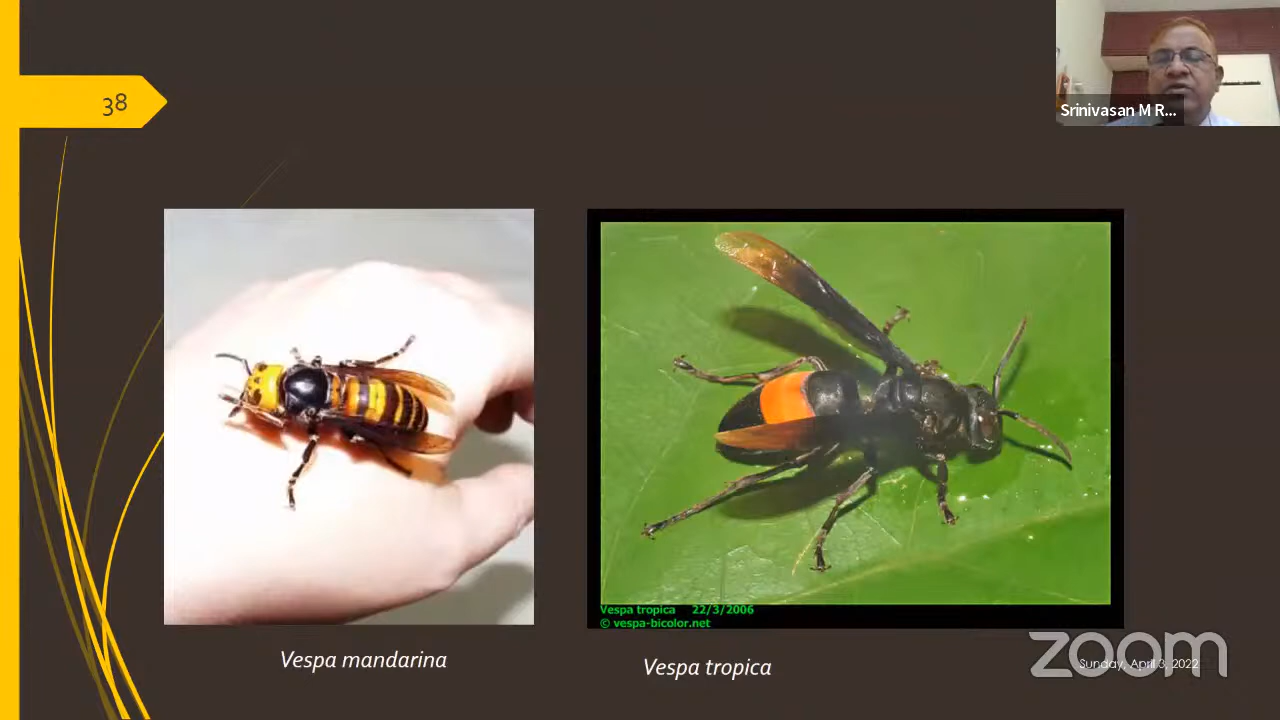 38
Srinivasan M R...
Vespa tropica 22/3/2006
© vespa-bicolor.net
Vespa mandarina
Vespa tropica
zoom
Sunday, April 3, 2022